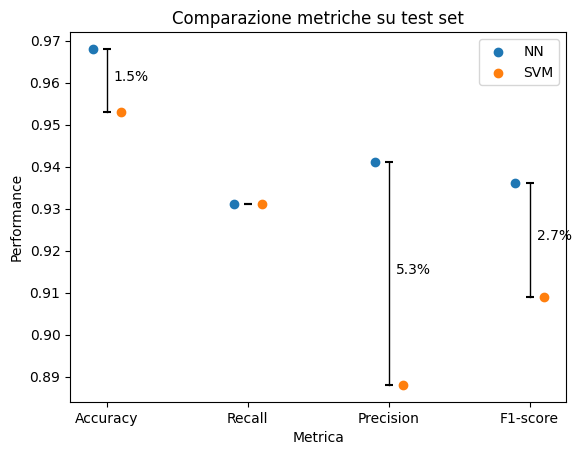 Comparazione metriche su test set
NN
SVM
0.97
0.96
0.95
0.94
0.93
0.92
0.91
0.90
0.89
Performance
1.5%
5.3%
2.7%
Accuracy
Recall
Precision
F1-score
Metrica